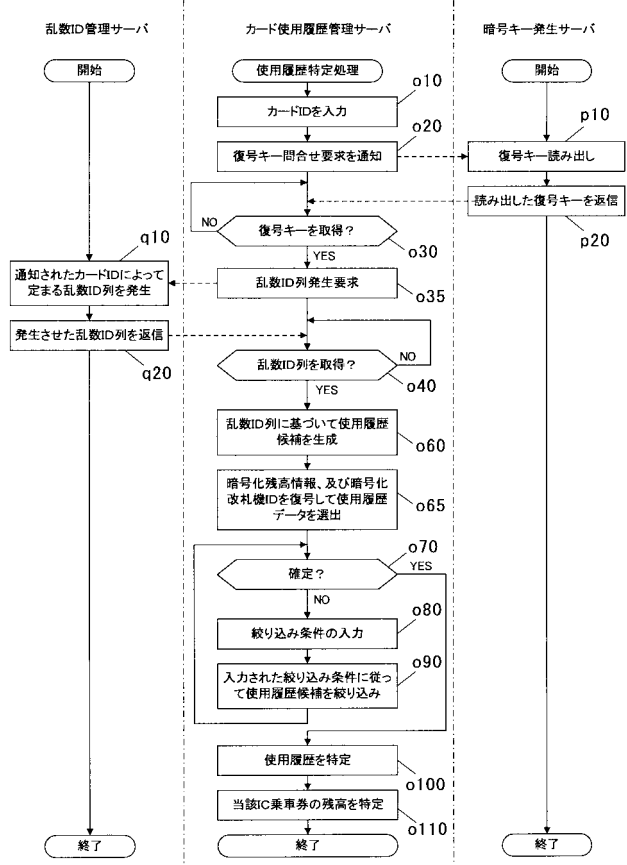 乱数ID管理サーバ
カード使用履歴管理サーバ
暗号キー発生サーバ
開始
使用履歴特定処理
開始
o10
カードIDを入力
o20
p10
復号キー問合せ要求を通知
復号キー読み出し
読み出した復号キーを返信
NO
復号キーを取得？
p20
o30
q10
YES
通知されたカードIDによって
定まる乱数ID列を発生
乱数ID列発生要求
o35
発生させた乱数ID列を返信
q20
乱数ID列を取得？
NO
o40
YES
乱数ID列に基づいて使用履歴
候補を生成
o60
暗号化残高情報、及び暗号化
改札機IDを復号して使用履歴
データを選出
o65
o70
確定？
YES
NO
o80
絞り込み条件の入力
o90
入力された絞り込み条件に従っ
て使用履歴候補を絞り込み
使用履歴を特定
o100
当該IC乗車券の残高を特定
o110
終了
終了
終了